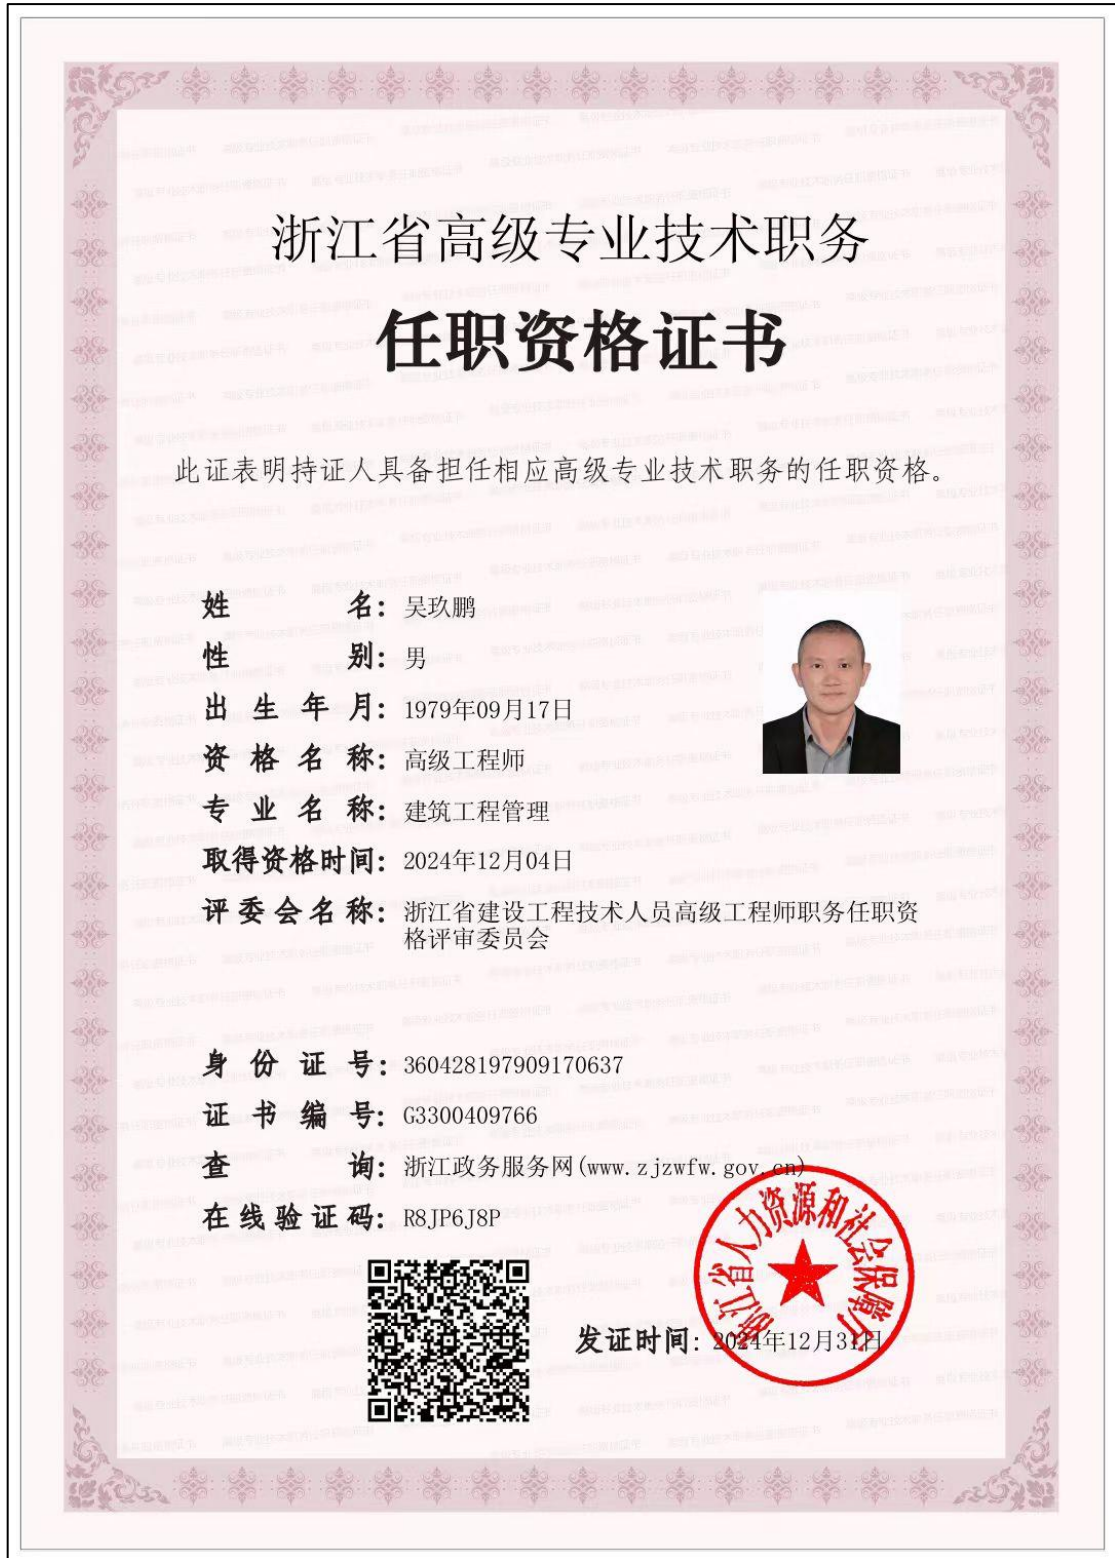 浙江省高级专业技术职务
任职资格证书
此证表明持证人具备担任相应高级专业技术职务的任职资格。
姓名：吴玖鹏
性别：男
出生年月：1979年09月17日
资格名称：高级工程师
专业名称：建筑工程管理
取得资格时间：2024年12月04日
评委会名称：浙江省建设工程技术人员高级工程师职务任职资
格评审委员会
身份证号：360428197909170637
证书编号：G3300409766
查询：浙江政务服务网(www.zjzwfw.gov.cn)
在线验证码：R8JP6J8P
浙江省人力资源和社会保障厅
发证时间：2024年12月31日